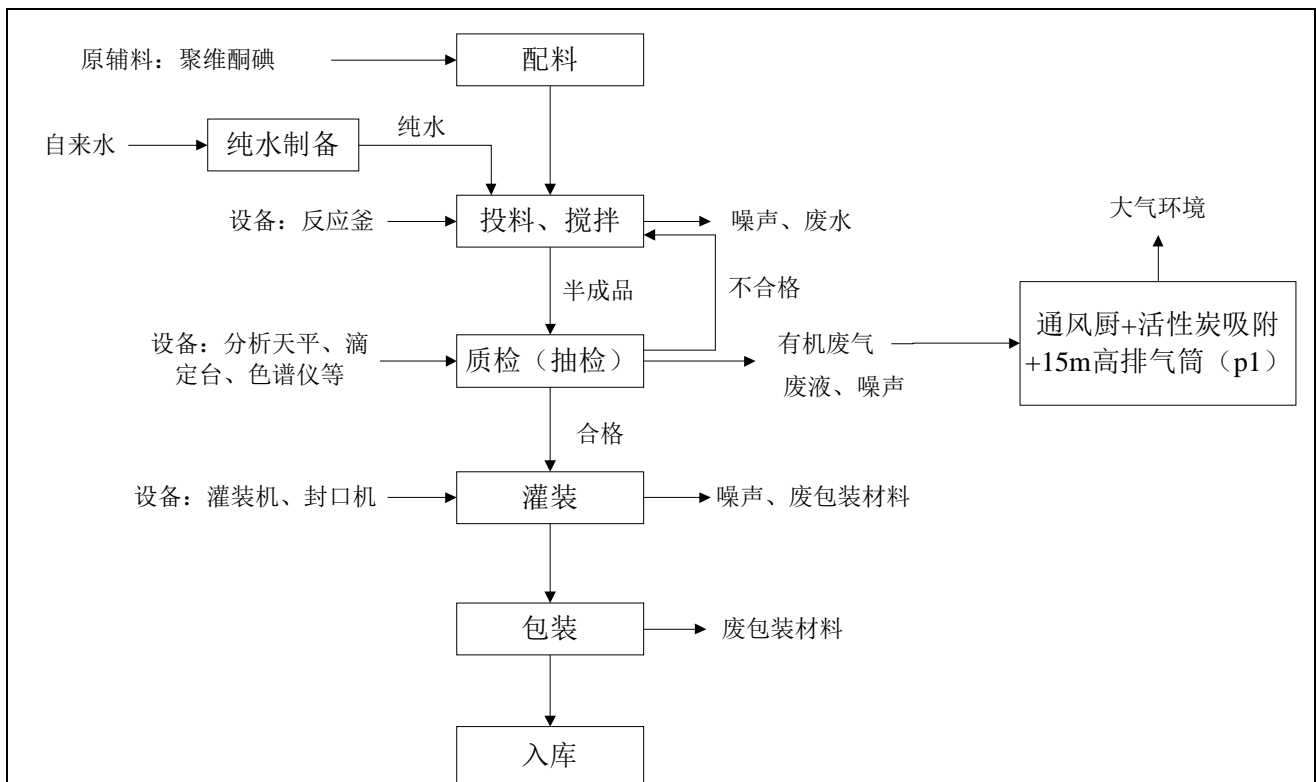 原辅料：聚维酮碘
配料
自来水
纯水制备
纯水
设备：反应釜
投料、搅拌
噪声、废水
大气环境
半成品
不合格
设备：分析天平、滴
定台、色谱仪等
质检（抽检）
有机废气
废液、噪声
通风厨+活性炭吸附
+15m高排气筒（p1）
合格
设备：灌装机、封口机
灌装
噪声、废包装材料
包装
废包装材料
入库